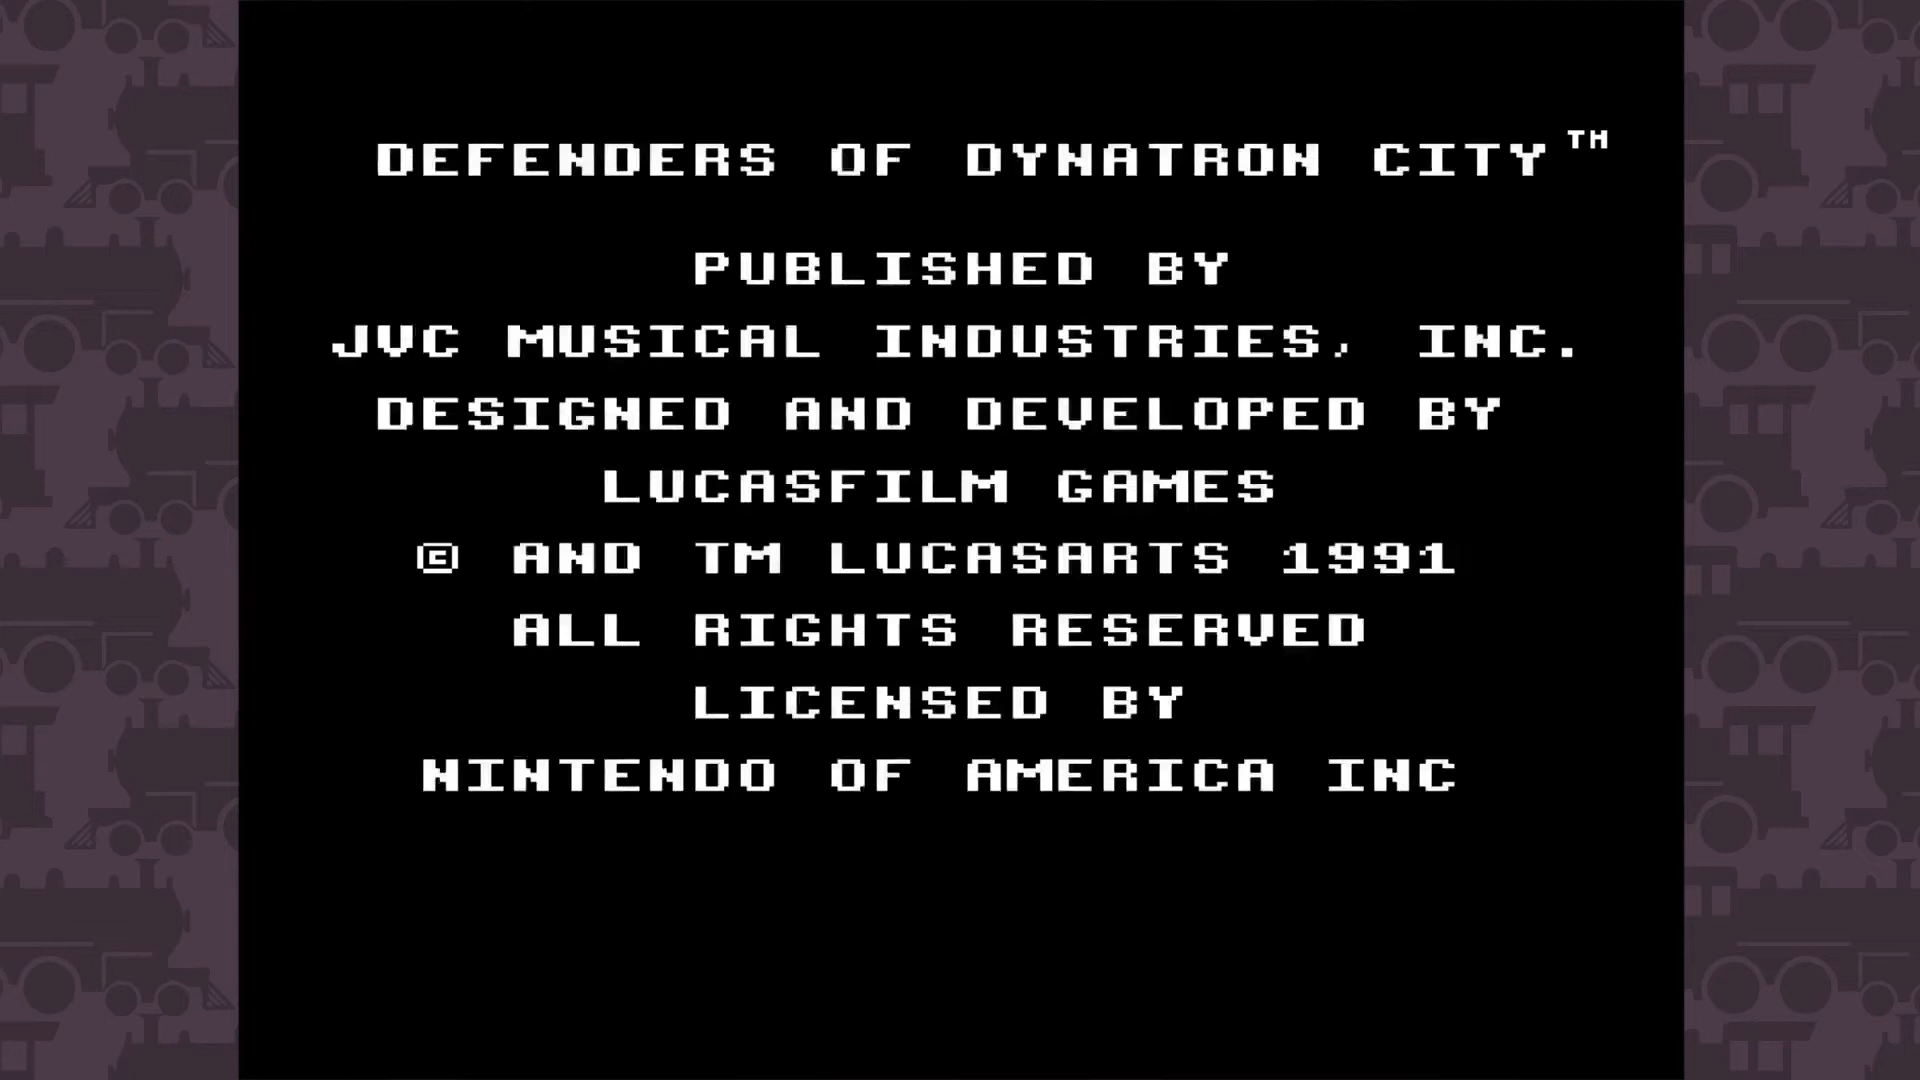 DEFENDERS OF DYNATRON CITY™
PUBLISHED BY
JVC MUSICAL INDUSTRIES, INC.
DESIGNED AND DEVELOPED BY
LUCASFILM GAMES
© AND TM LUCASARTS 1991
ALL RIGHTS RESERVED
LICENSED BY
NINTENDO OF AMERICA INC